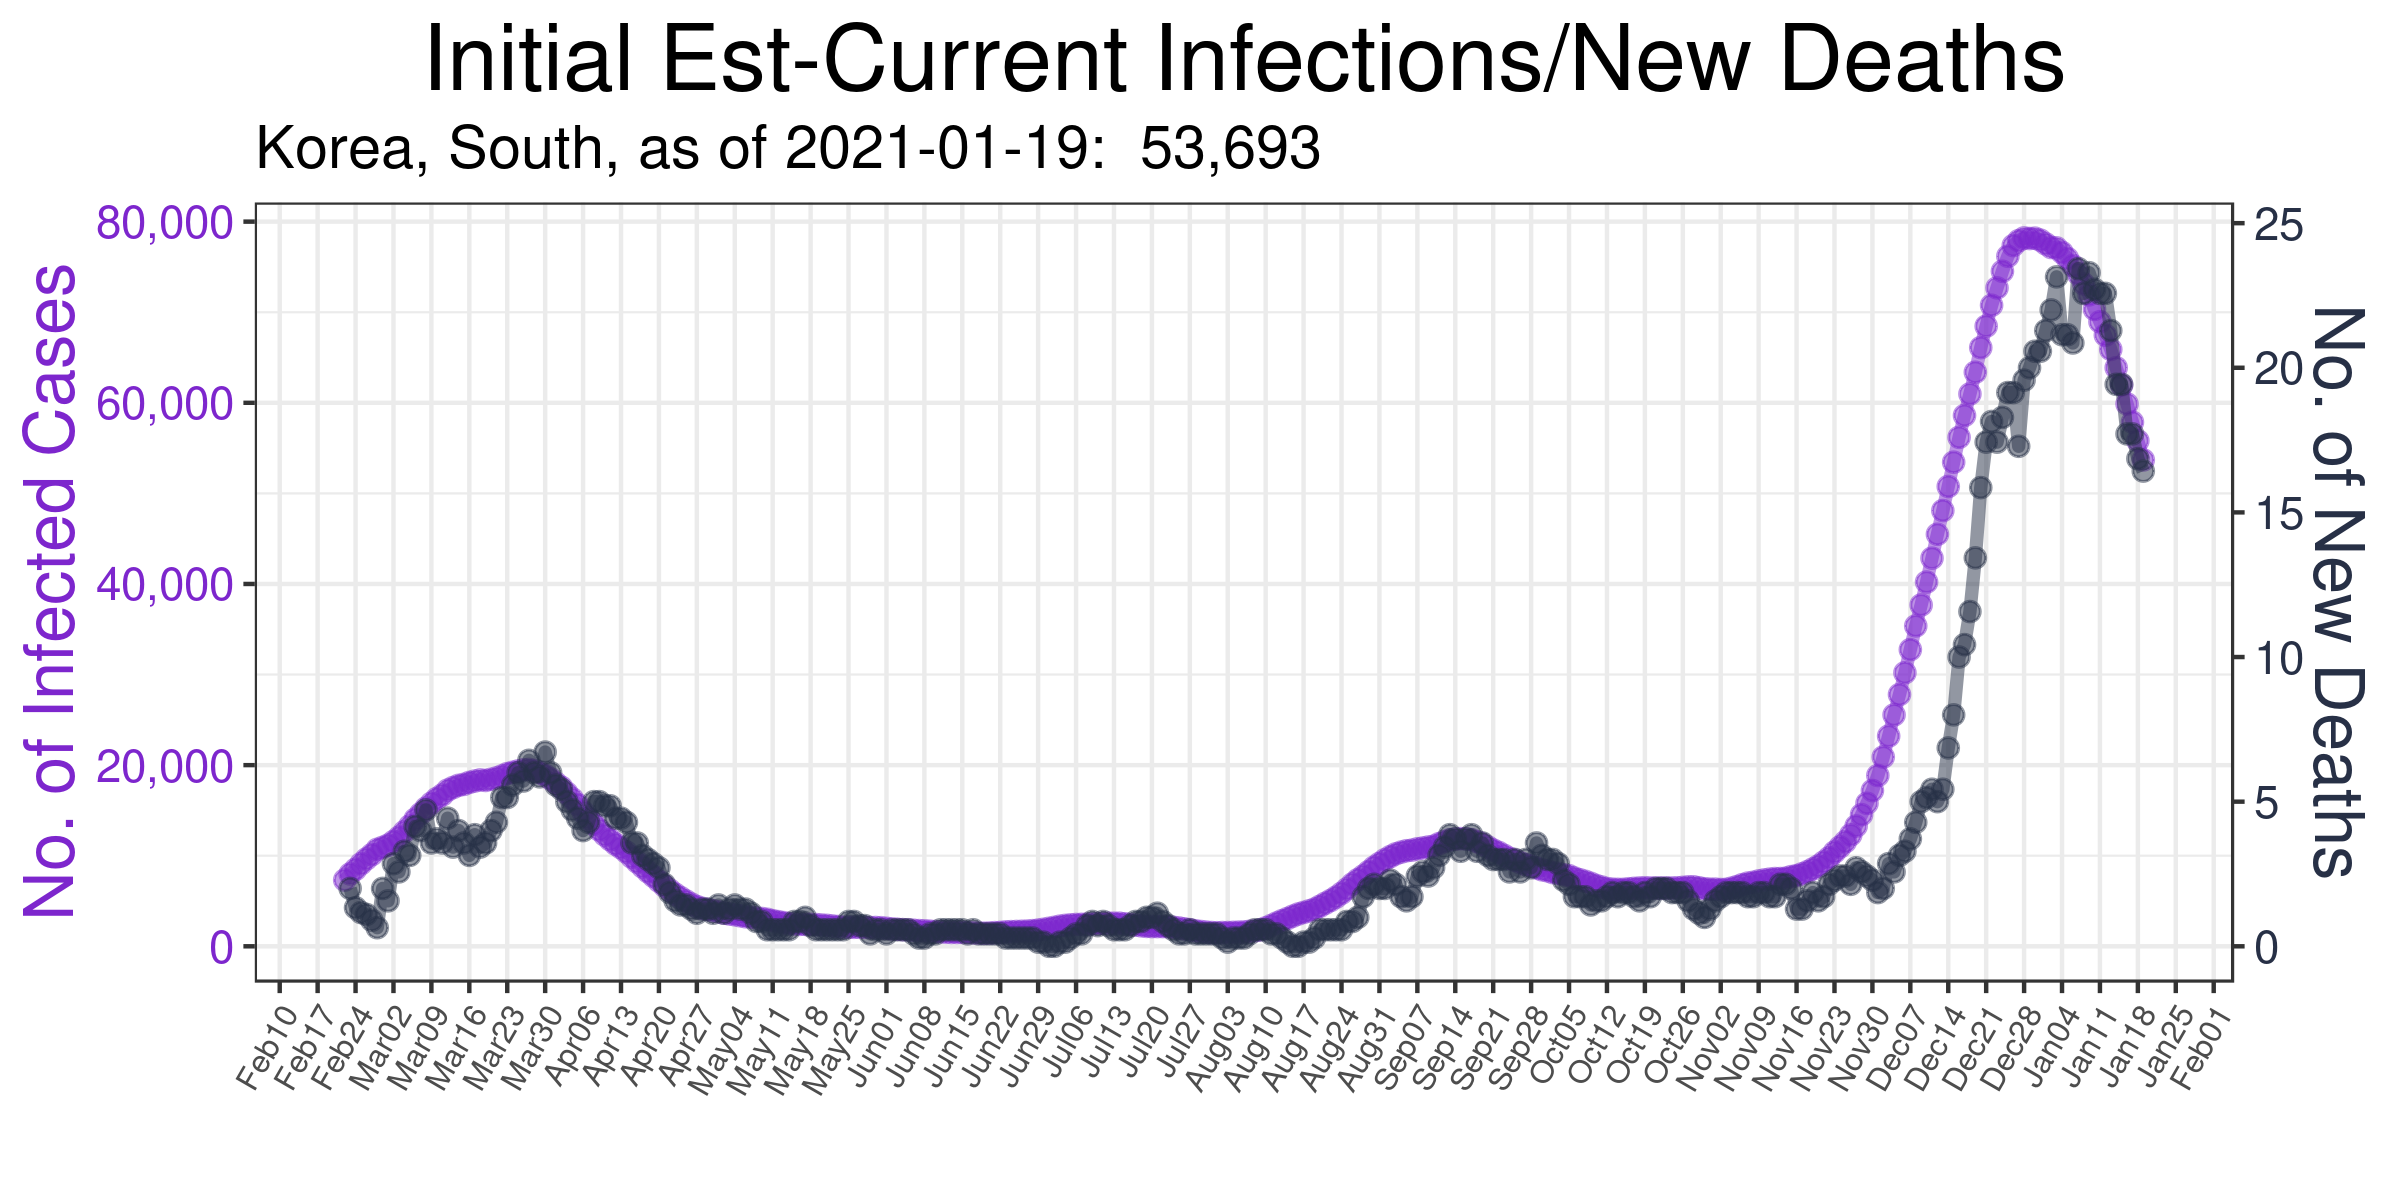 Initial Est-Current Infections/New Deaths
Korea, South, as of 2021-01-19:  53,693
No. of Infected Cases
80,000
60,000
40,000
20,000
0
25
20
15
10
5
0
No. of New Deaths
Feb10
Feb17
Feb24
Mar02
Mar09
Mar16
Mar23
Mar30
Apr06
Apr13
Apr20
Apr27
May04
May11
May18
May25
Jun01
Jun08
Jun15
Jun22
Jun29
Jul06
Jul13
Jul20
Jul27
Aug03
Aug10
Aug17
Aug24
Aug31
Sep07
Sep14
Sep21
Sep28
Oct05
Oct12
Oct19
Oct26
Nov02
Nov09
Nov16
Nov23
Nov30
Dec07
Dec14
Dec21
Dec28
Jan04
Jan11
Jan18
Jan25
Feb01